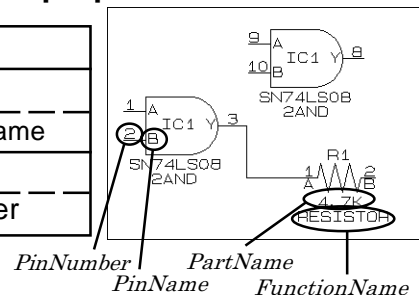 ame
er
9
A
IC1
Y
8
10
B
SN74LS08
2AND
1
A
IC1
Y
3
2
B
SN74LS08
2AND
R1
1
2
A
B
4.7K
RESISTOR
PinNumber
PartName
PinName
FunctionName